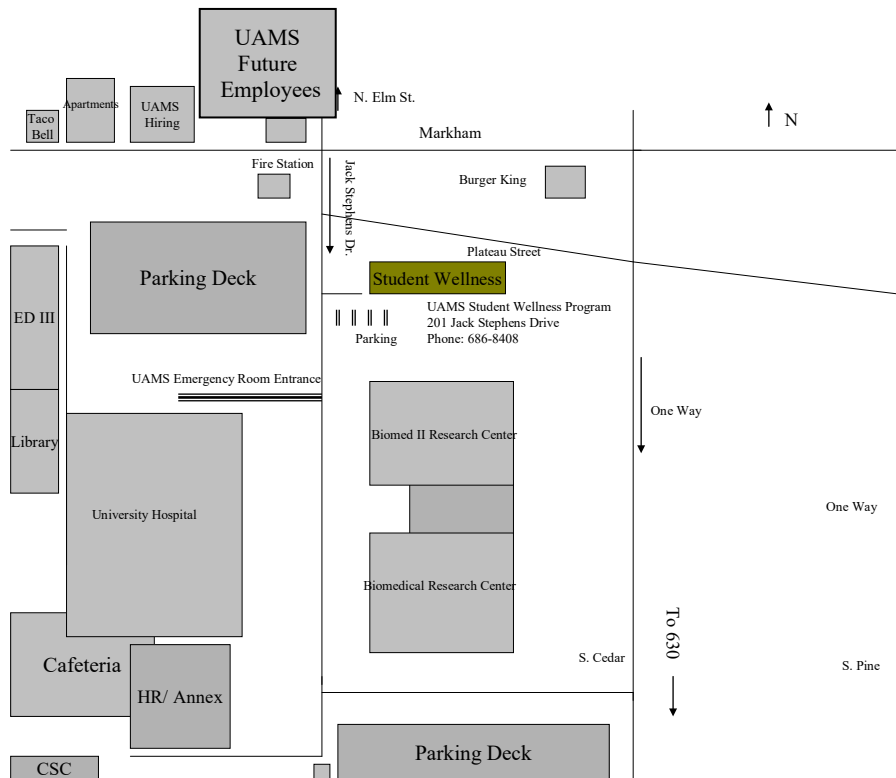 UAMS
Future
Employees
N. Elm St.
Apartments
UAMS
Hiring
Taco
Bell
Markham
N
Fire Station
Jack Stephens Dr.
Burger King
Plateau Street
Parking Deck
Student Wellness
ED III
UAMS Student Wellness Program
201 Jack Stephens Drive
Phone: 686-8408
Parking
UAMS Emergency Room Entrance
One Way
Library
Biomed II Research Center
University Hospital
One Way
Biomedical Research Center
To 630
S. Cedar
S. Pine
Cafeteria
HR/ Annex
Parking Deck
CSC